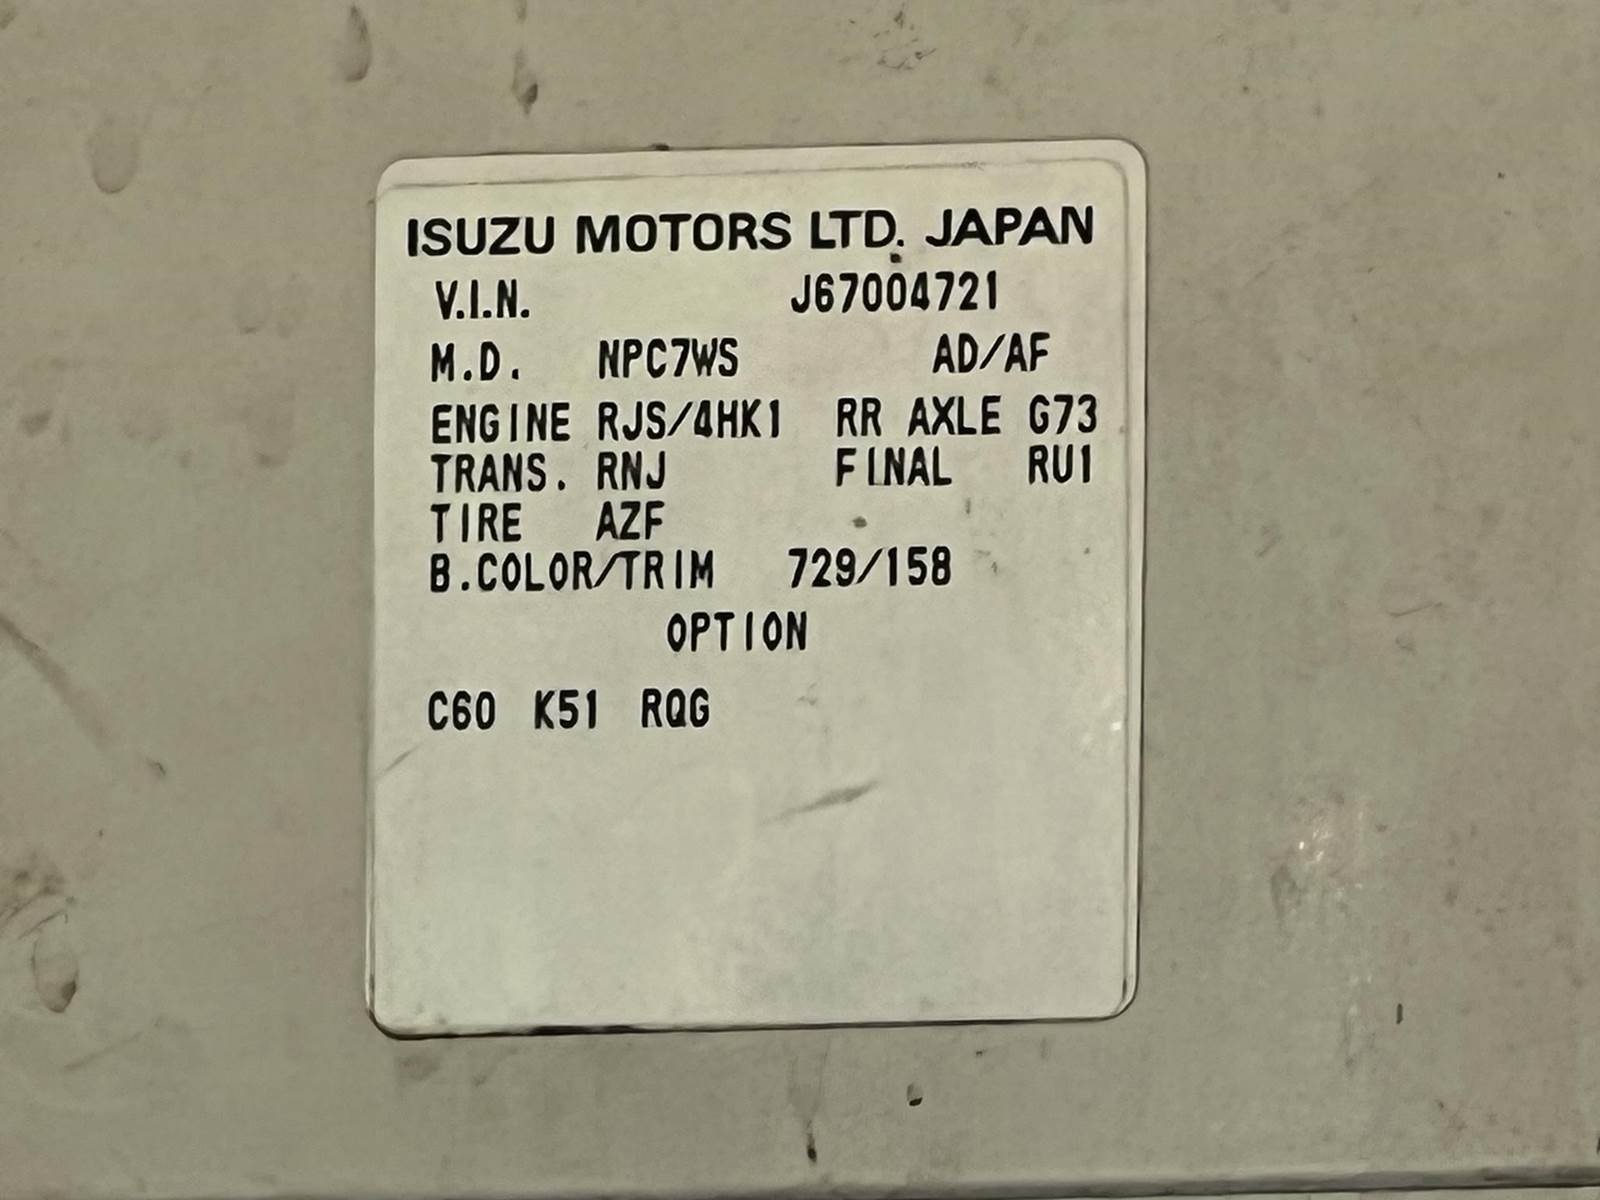 ISUZU MOTORS LTD. JAPAN
V.I.N. J67004721
M.D. NPC7WS AD/AF
ENGINE RJS/4HK1 RR AXLE G73
TRANS. RNJ FINAL RU1
TIRE AZF
B.COLOR/TRIM 729/158
OPTION
C60 K51 RQG